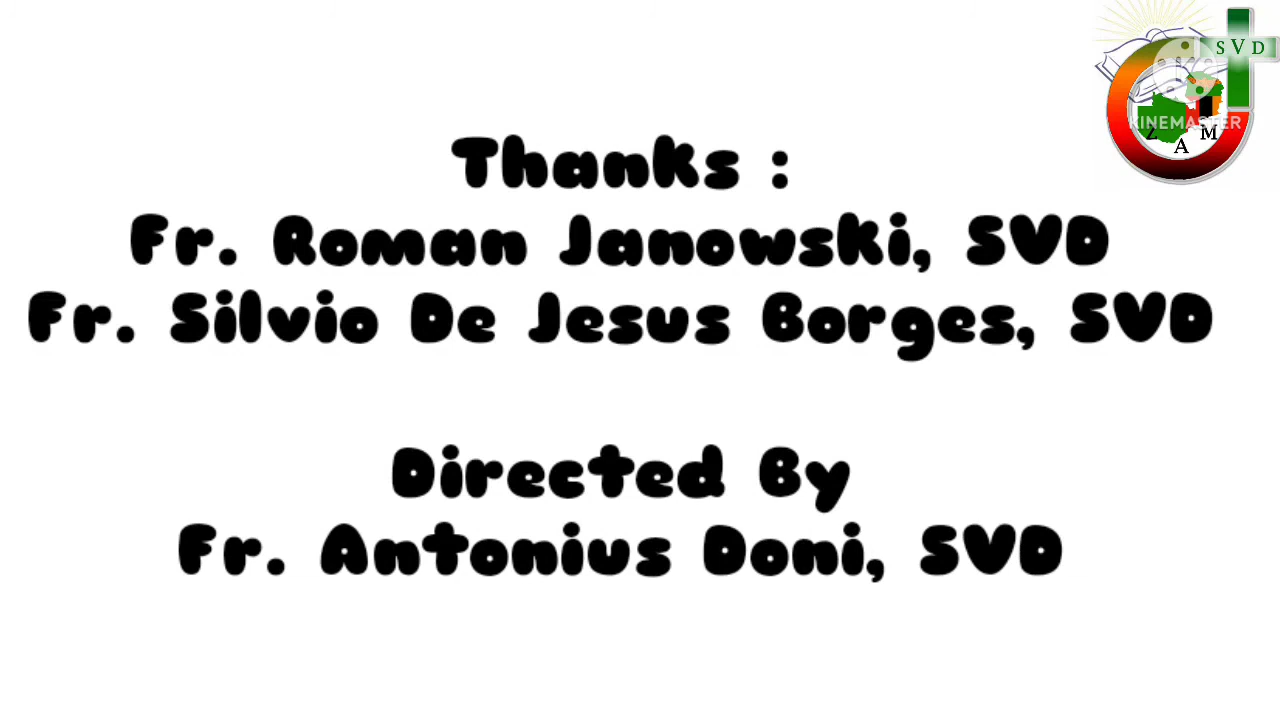 SVD
KINEMASTER
Z A M
Thanks :
Fr. Roman Janowski, SVD
Fr. Silvio De Jesus Borges, SVD
Directed By
Fr. Antonius Doni, SVD